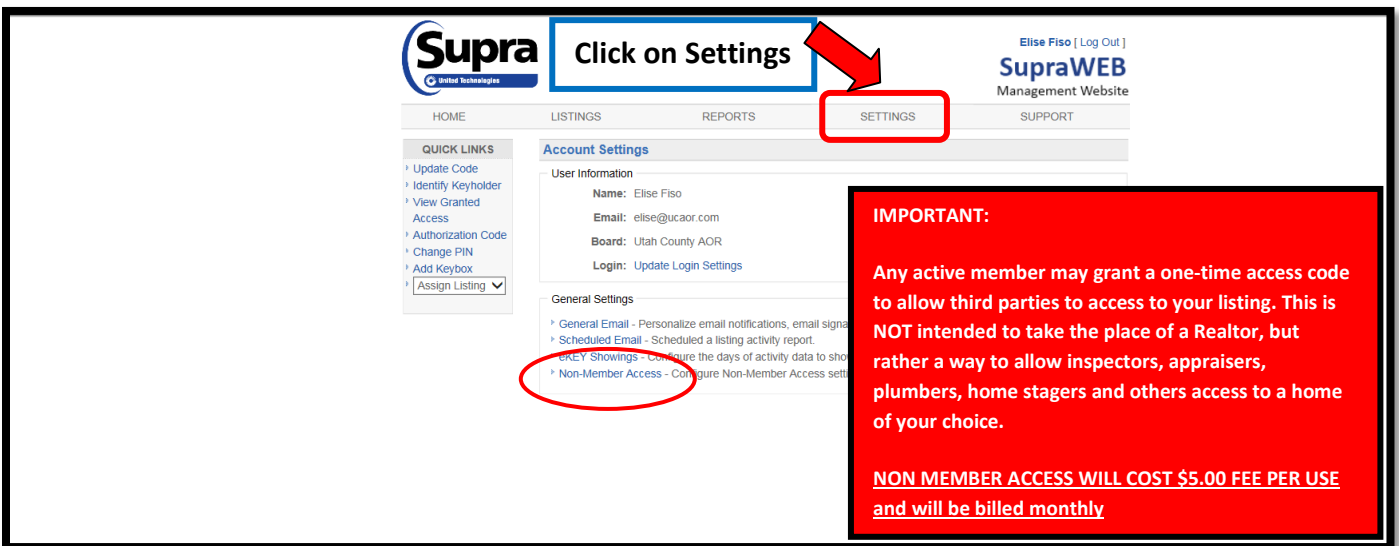 Supra
United Technologies
Click on Settings
Elise Fiso [ Log Out ]
SupraWEB
Management Website
HOME LISTINGS REPORTS SETTINGS SUPPORT
QUICK LINKS
Update Code
Identify Keyholder
View Granted
Access
Authorization Code
Change PIN
Add Keybox
Assign Listing
Account Settings
User Information
Name: Elise Fiso
Email: elise@ucaor.com
Board: Utah County AOR
Login: Update Login Settings
General Settings
General Email - Personalize email notifications, email signa
Scheduled Email - Scheduled a listing activity report.
eKEY Showings - Configure the days of activity data to sho
Non-Member Access - Configure Non-Member Access setti
IMPORTANT:
Any active member may grant a one-time access code
to allow third parties to access to your listing. This is
NOT intended to take the place of a Realtor, but
rather a way to allow inspectors, appraisers,
plumbers, home stagers and others access to a home
of your choice.
NON MEMBER ACCESS WILL COST $5.00 FEE PER USE
and will be billed monthly